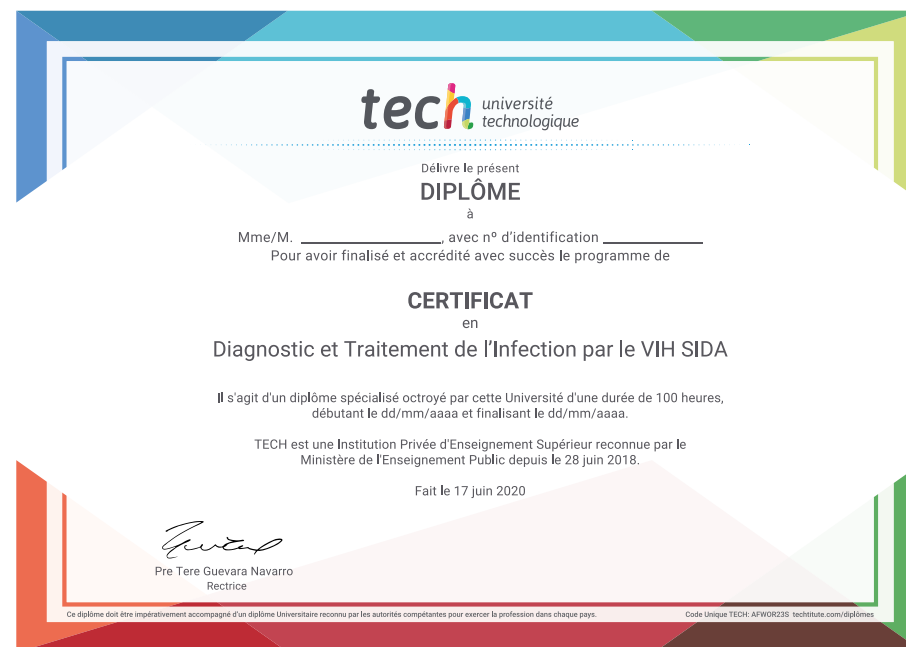 tech université
technologique
Délivre le présent
DIPLÔME
à
Mme/M. ____________, avec nº d'identification ____________
Pour avoir finalisé et accrédité avec succès le programme de
CERTIFICAT
en
Diagnostic et Traitement de l'Infection par le VIH SIDA
Il s'agit d'un diplôme spécialisé octroyé par cette Université d'une durée de 100 heures,
débutant le dd/mm/aaaa et finalisant le dd/mm/aaaa.
TECH est une Institution Privée d'Enseignement Supérieur reconnue par le
Ministère de l'Enseignement Public depuis le 28 juin 2018.
Fait le 17 juin 2020
Pre Tere Guevara Navarro
Rectrice
Ce diplôme doit être impérativement accompagné d'un diplôme Universitaire reconnu par les autorités compétantes pour exercer la profession dans chaque pays.
Code Unique TECH: AFWOR23S techtitute.com/diplômes